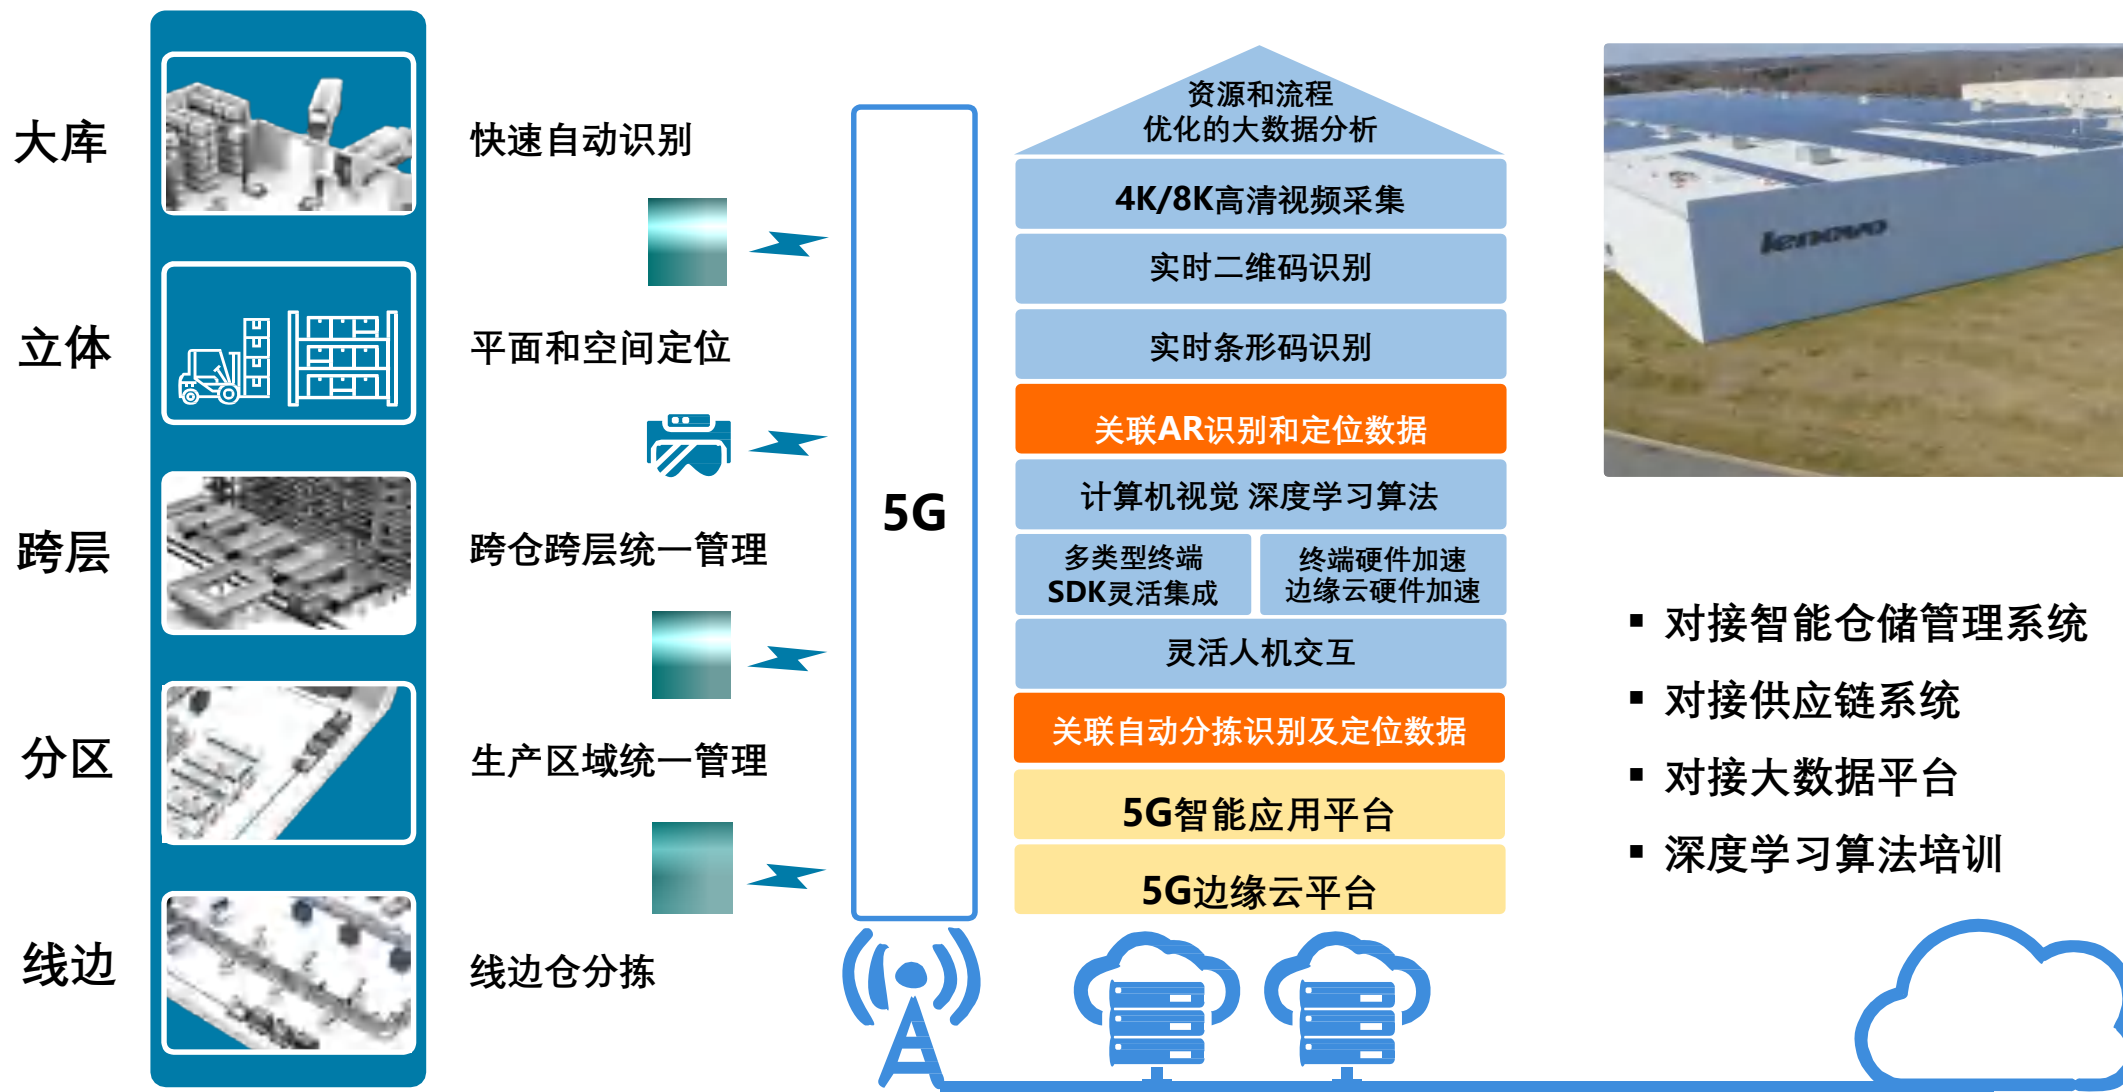 大库
立体
跨层
分区
线边
快速自动识别
平面和空间定位
跨仓跨层统一管理
生产区域统一管理
线边仓分拣
5G
资源和流程
优化的大数据分析
4K/8K高清视频采集
实时二维码识别
实时条形码识别
关联AR识别和定位数据
计算机视觉 深度学习算法
多类型终端
SDK灵活集成
终端硬件加速
边缘云硬件加速
灵活人机交互
关联自动分拣识别及定位数据
5G智能应用平台
5G边缘云平台
lenovo
▪ 对接智能仓储管理系统
▪ 对接供应链系统
▪ 对接大数据平台
▪ 深度学习算法培训